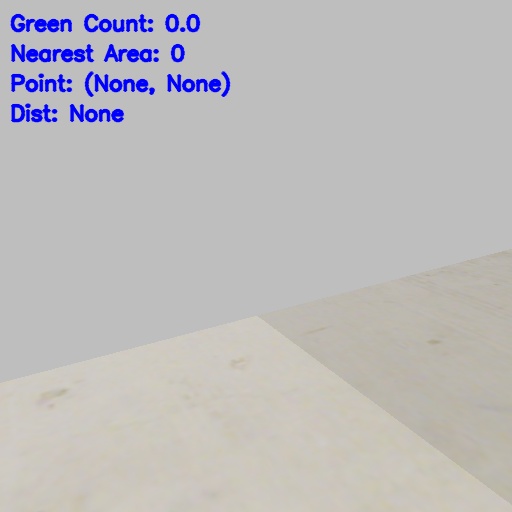 Green Count: 0.0
Nearest Area: 0
Point: (None, None)
Dist: None